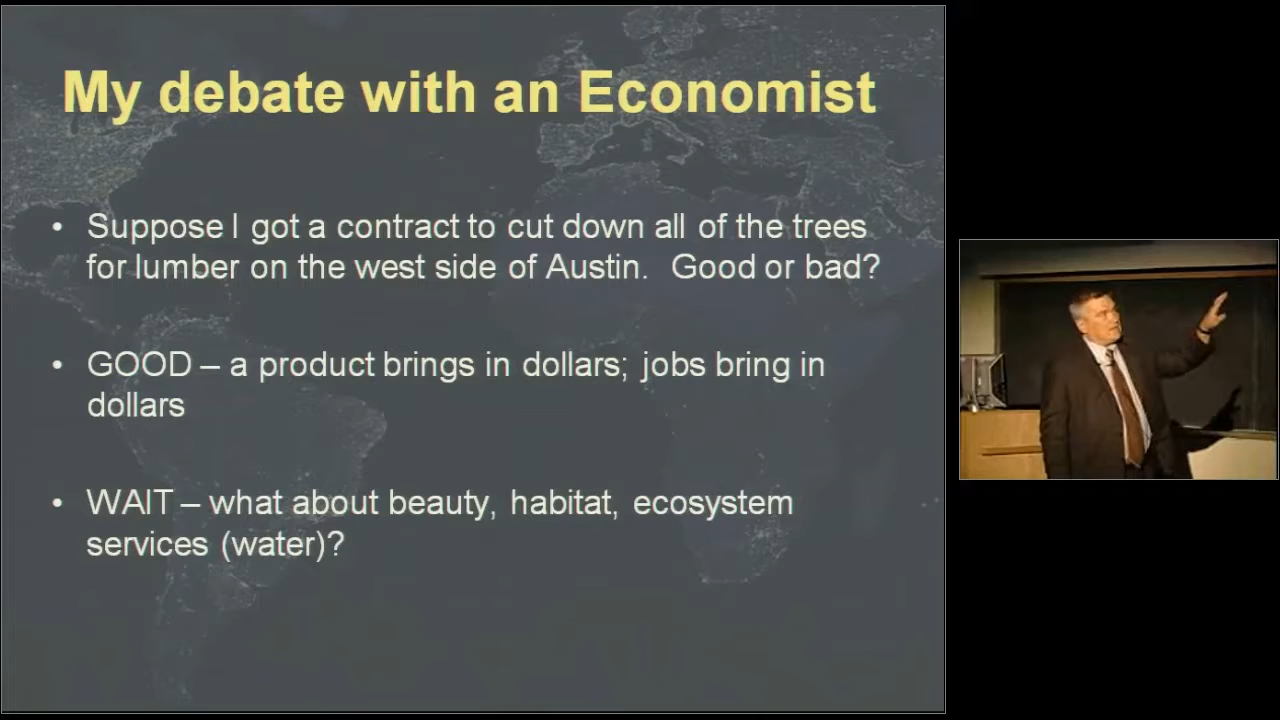 My debate with an Economist
• Suppose I got a contract to cut down all of the trees
for lumber on the west side of Austin. Good or bad?
• GOOD – a product brings in dollars; jobs bring in
dollars
• WAIT – what about beauty, habitat, ecosystem
services (water)?